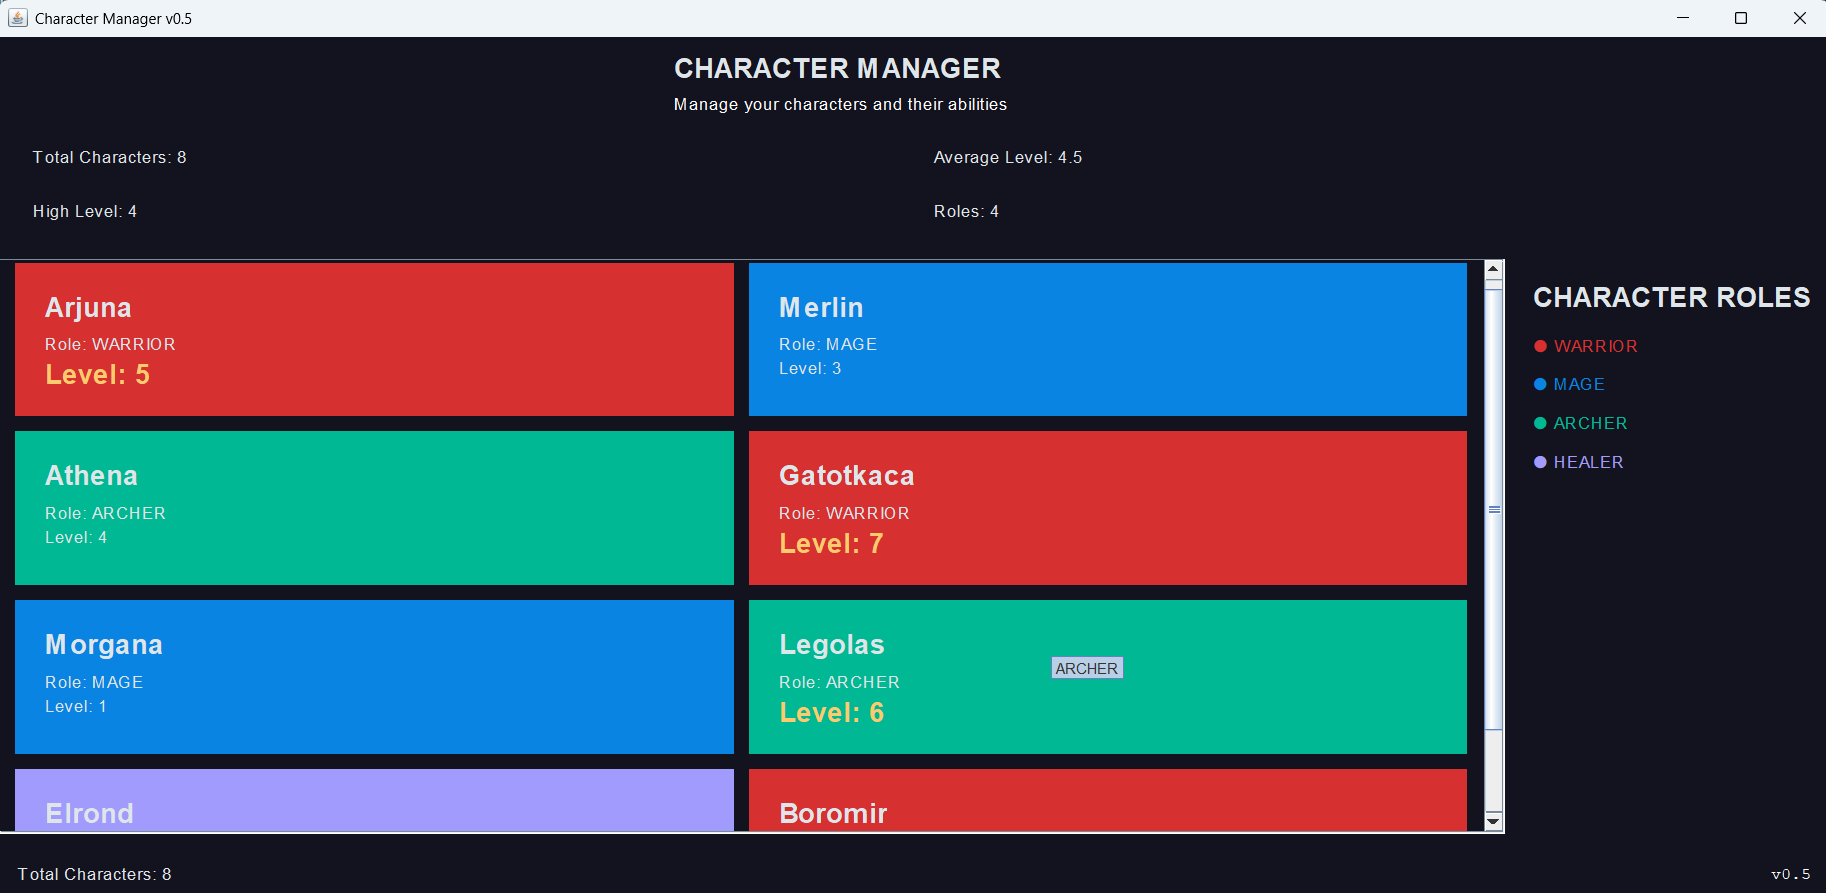 Character Manager v0.5
CHARACTER MANAGER
Manage your characters and their abilities
Total Characters: 8
Average Level: 4.5
High Level: 4
Roles: 4
Arjuna
Role: WARRIOR
Level: 5
Merlin
Role: MAGE
Level: 3
Athena
Role: ARCHER
Level: 4
Gatotkaca
Role: WARRIOR
Level: 7
Morgana
Role: MAGE
Level: 1
Legolas
Role: ARCHER
Level: 6
ARCHER
Elrond
Boromir
CHARACTER ROLES
WARRIOR
MAGE
ARCHER
HEALER
Total Characters: 8
v0.5